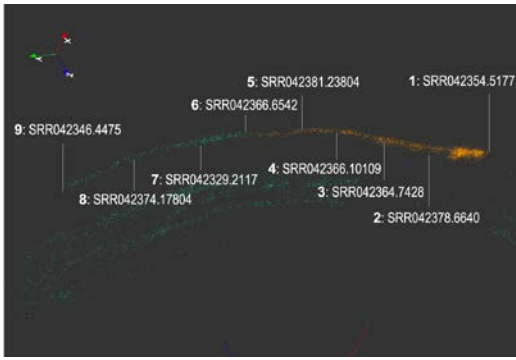 X
Y
Z
5: SRR042381.23804
1: SRR042354.5177
6: SRR042366.6542
9: SRR042346.4475
4: SRR042366.10109
7: SRR042329.2117
3: SRR042364.7428
8: SRR042374.17804
2: SRR042378.6640